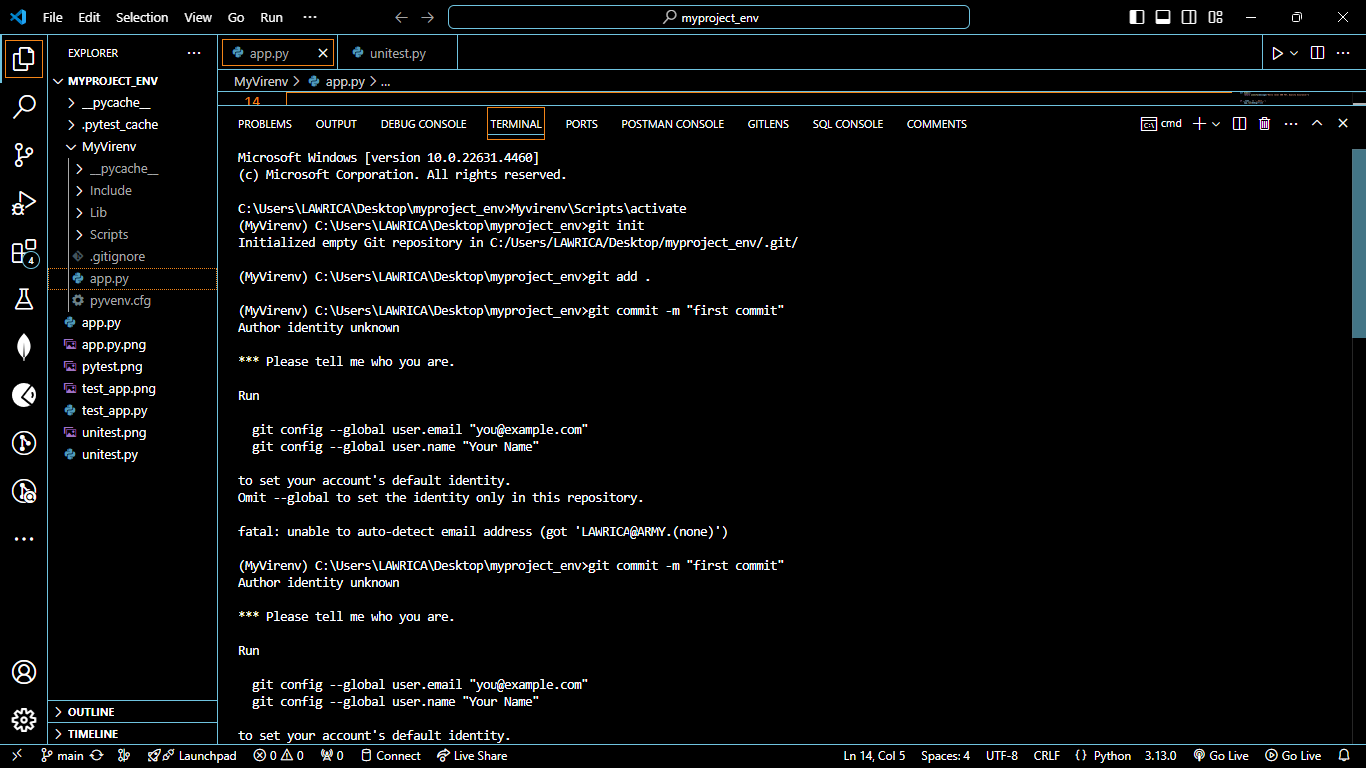 File Edit Selection View Go Run ···
myproject_env
EXPLORER ···
MYPROJECT_ENV
__pycache__
.pytest_cache
MyVirenv
__pycache__
Include
Lib
Scripts
.gitignore
app.py
pyvenv.cfg
app.py
app.py.png
pytest.png
test_app.png
test_app.py
unitest.png
unitest.py
OUTLINE
TIMELINE
4
app.py
unitest.py
MyVirenv > app.py > ...
14
PROBLEMS OUTPUT DEBUG CONSOLE TERMINAL PORTS POSTMAN CONSOLE GITLENS SQL CONSOLE COMMENTS
cmd
Microsoft Windows [version 10.0.22631.4460]
(c) Microsoft Corporation. All rights reserved.
C:\Users\LAWRICA\Desktop\myproject_env>Myvirenv\Scripts\activate
(MyVirenv) C:\Users\LAWRICA\Desktop\myproject_env>git init
Initialized empty Git repository in C:/Users/LAWRICA/Desktop/myproject_env/.git/
(MyVirenv) C:\Users\LAWRICA\Desktop\myproject_env>git add .
(MyVirenv) C:\Users\LAWRICA\Desktop\myproject_env>git commit -m "first commit"
Author identity unknown
*** Please tell me who you are.
Run
git config --global user.email "you@example.com"
git config --global user.name "Your Name"
to set your account's default identity.
Omit --global to set the identity only in this repository.
fatal: unable to auto-detect email address (got 'LAWRICA@ARMY.(none)')
(MyVirenv) C:\Users\LAWRICA\Desktop\myproject_env>git commit -m "first commit"
Author identity unknown
*** Please tell me who you are.
Run
git config --global user.email "you@example.com"
git config --global user.name "Your Name"
to set your account's default identity.
main Launchpad 0 0 0 Connect Live Share Ln 14, Col 5 Spaces: 4 UTF-8 CRLF {} Python 3.13.0 Go Live Go Live